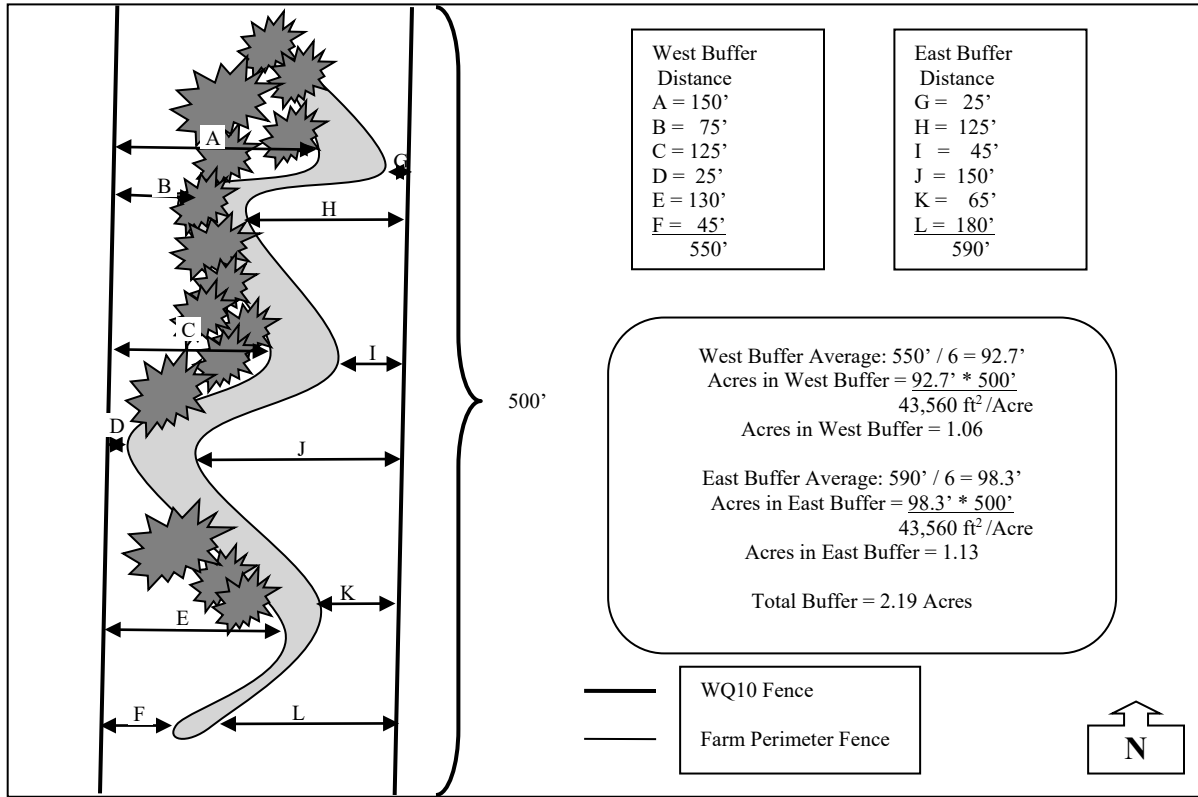 A
B
C
D
E
F
G
H
I
J
K
L
500’
West Buffer
Distance
A = 150’
B = 75’
C = 125’
D = 25’
E = 130’
F = 45’
550’
East Buffer
Distance
G = 25’
H = 125’
I = 45’
J = 150’
K = 65’
L = 180’
590’
West Buffer Average: 550’ / 6 = 92.7’
Acres in West Buffer = 92.7’ * 500’
43,560 ft²/Acre
Acres in West Buffer = 1.06
East Buffer Average: 590’ / 6 = 98.3’
Acres in East Buffer = 98.3’ * 500’
43,560 ft²/Acre
Acres in East Buffer = 1.13
Total Buffer = 2.19 Acres
WQ10 Fence
Farm Perimeter Fence
N